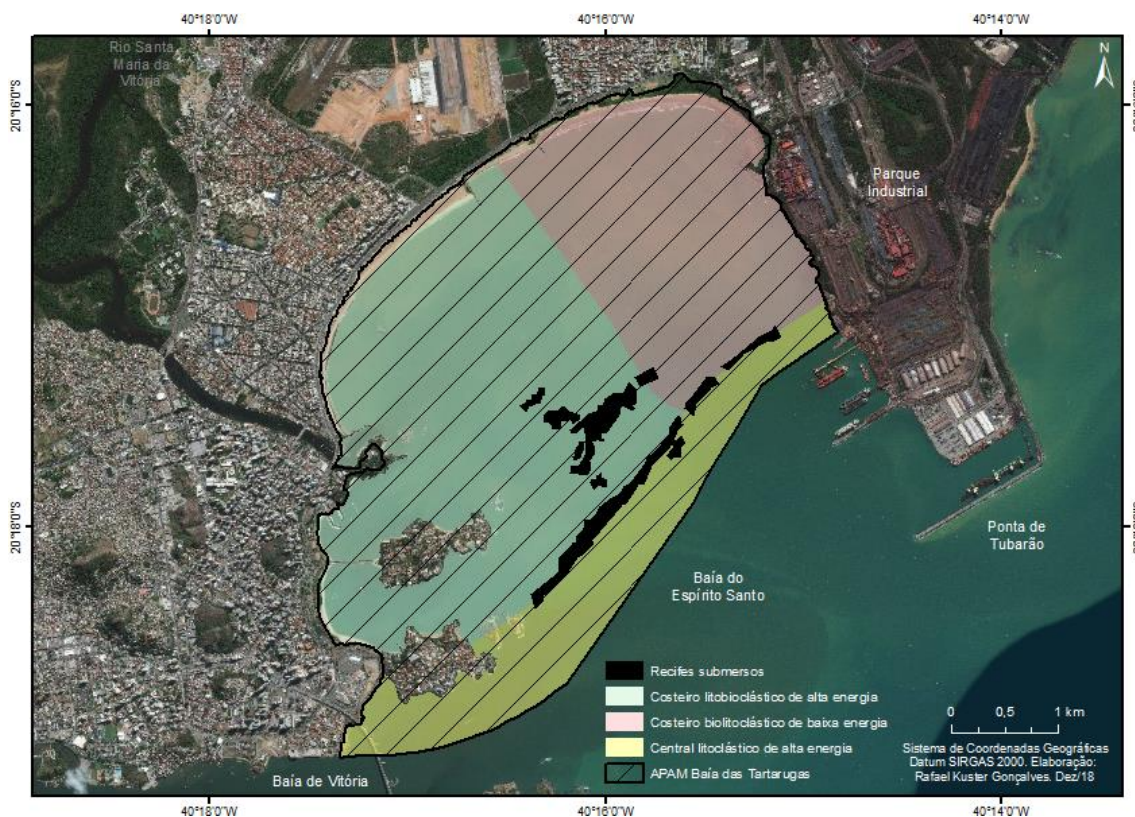 40°18'0"W
40°16'0"W
40°14'0"W
Rio Santa
Maria da
Vitória
N
20°16'0"S
Parque
Industrial
20°18'0"S
Ponta de
Tubarão
Baía do
Espírito Santo
Recifes submersos
Costeiro litobioclástico de alta energia
Costeiro biolitoclástico de baixa energia
Central litoclástico de alta energia
APAM Baía das Tartarugas
0 0,5 1 km
Sistema de Coordenadas Geográficas
Datum SIRGAS 2000. Elaboração:
Rafael Kuster Gonçalves. Dez/18
Baía de Vitória
40°18'0"W
40°16'0"W
40°14'0"W